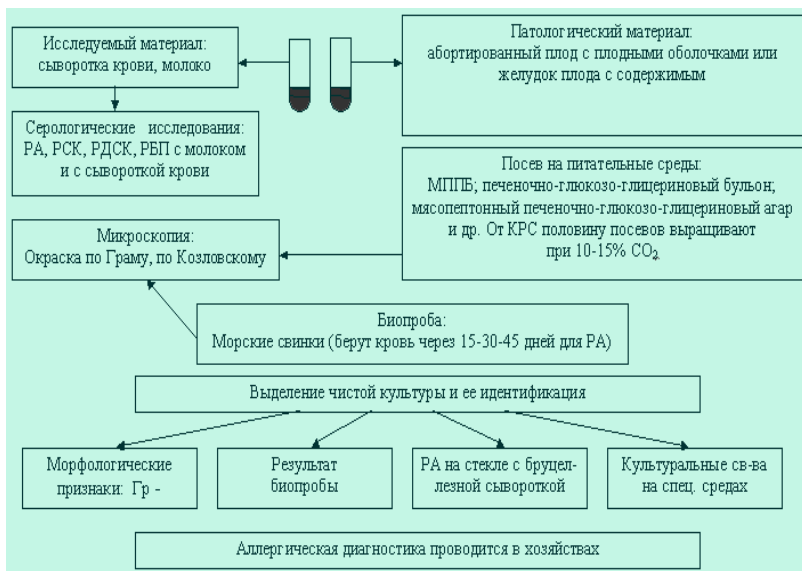 Исследуемый материал:
сыворотка крови, молоко
Патологический материал:
абортированный плод с плодными оболочками или
желудок плода с содержимым
Серологические исследования:
РА, РСК, РДСК, РБП с молоком
и с сывороткой крови
Посев на питательные среды:
МППБ; печеночно-глюкозо-глицериновый бульон;
мясопептонный печеночно-глюкозо-глицериновый агар
и др. От КРС половину посевов выращивают
при 10-15% CO₂
Микроскопия:
Окраска по Граму, по Козловскому
Биопроба:
Морские свинки (берут кровь через 15-30-45 дней для РА)
Выделение чистой культуры и ее идентификация
Морфологические
признаки: Гр -
Результат
биопробы
РА на стекле с бруцел-
лезной сывороткой
Культуральные св-ва
на спец. средах
Аллергическая диагностика проводится в хозяйствах